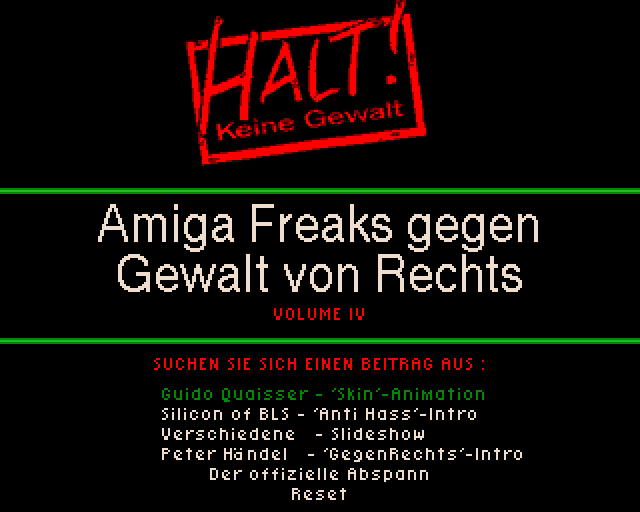 HALT!
Keine Gewalt
Amiga Freaks gegen
Gewalt von Rechts
VOLUME IV
SUCHEN SIE SICH EINEN BEITRAG AUS :
Guido Quaisser - 'Skin'-Animation
Silicon of BLS - 'Anti Hass'-Intro
Verschiedene - Slideshow
Peter Händel - 'GegenRechts'-Intro
Der offizielle Abspann
Reset